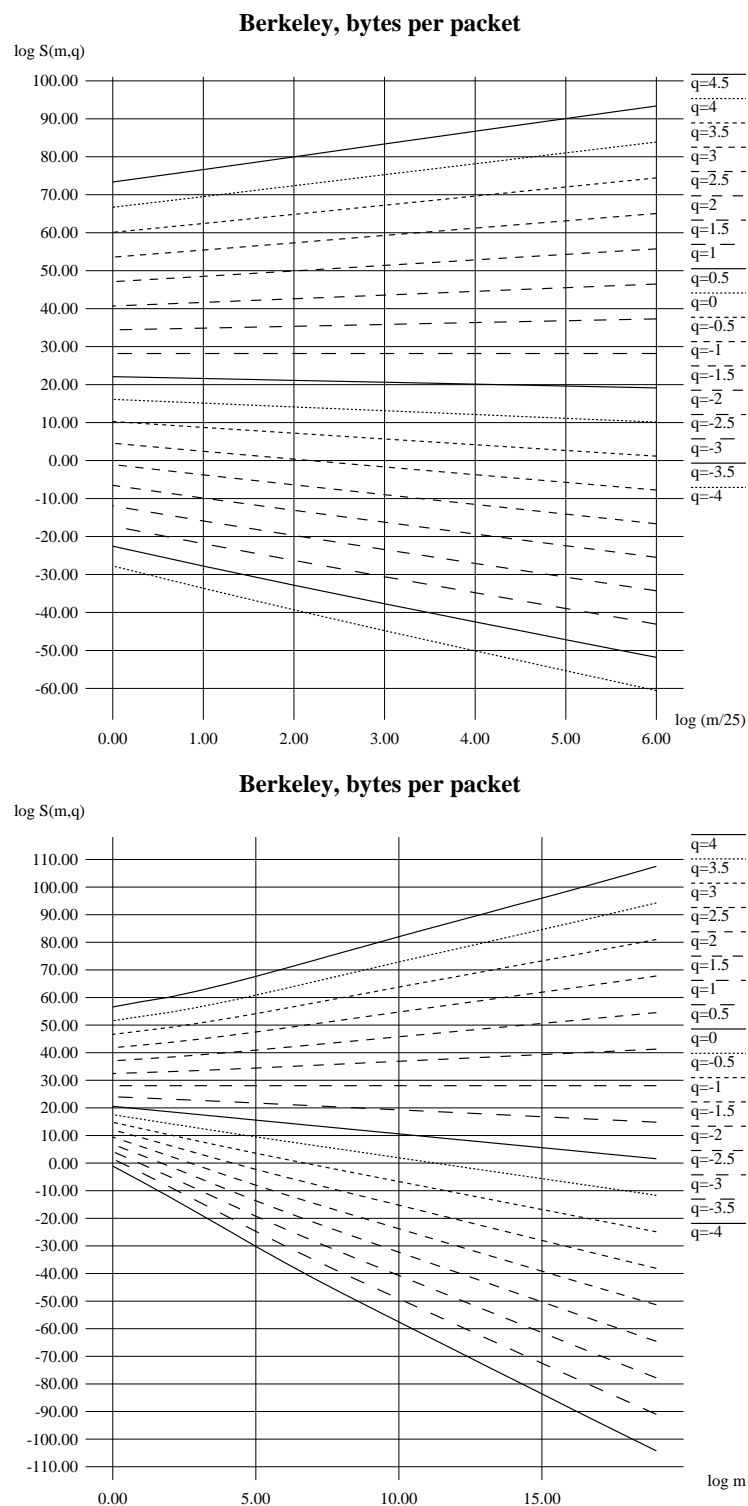 Berkeley, bytes per packet
log S(m,q)
100.00
90.00
80.00
70.00
60.00
50.00
40.00
30.00
20.00
10.00
0.00
-10.00
-20.00
-30.00
-40.00
-50.00
-60.00
q=4.5
q=4
q=3.5
q=3
q=2.5
q=2
q=1.5
q=1
q=0.5
q=0
q=-0.5
q=-1
q=-1.5
q=-2
q=-2.5
q=-3
q=-3.5
q=-4
log (m/25)
0.00 1.00 2.00 3.00 4.00 5.00 6.00
Berkeley, bytes per packet
log S(m,q)
110.00
100.00
90.00
80.00
70.00
60.00
50.00
40.00
30.00
20.00
10.00
0.00
-10.00
-20.00
-30.00
-40.00
-50.00
-60.00
-70.00
-80.00
-90.00
-100.00
-110.00
q=4
q=3.5
q=3
q=2.5
q=2
q=1.5
q=1
q=0.5
q=0
q=-0.5
q=-1
q=-1.5
q=-2
q=-2.5
q=-3
q=-3.5
q=-4
log m
0.00 5.00 10.00 15.00